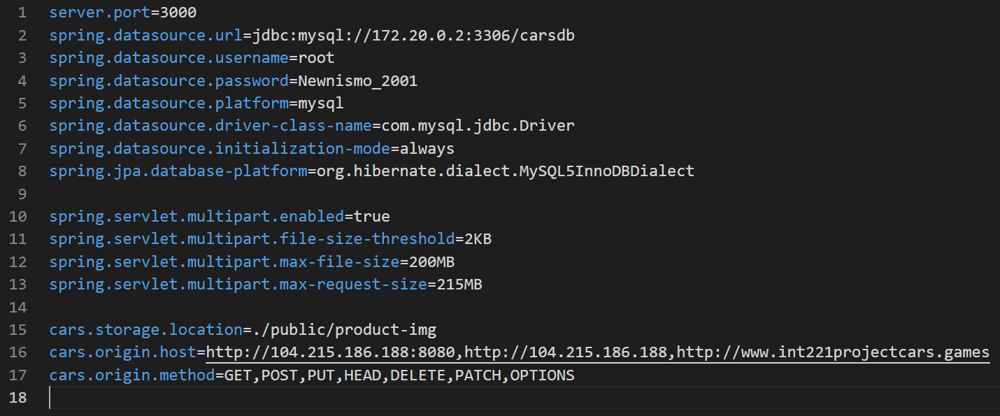 1 server.port=3000
2 spring.datasource.url=jdbc:mysql://172.20.0.2:3306/carsdb
3 spring.datasource.username=root
4 spring.datasource.password=Newnismo_2001
5 spring.datasource.platform=mysql
6 spring.datasource.driver-class-name=com.mysql.jdbc.Driver
7 spring.datasource.initialization-mode=always
8 spring.jpa.database-platform=org.hibernate.dialect.MySQL5InnoDBDialect
9
10 spring.servlet.multipart.enabled=true
11 spring.servlet.multipart.file-size-threshold=2KB
12 spring.servlet.multipart.max-file-size=200MB
13 spring.servlet.multipart.max-request-size=215MB
14
15 cars.storage.location=./public/product-img
16 cars.origin.host=http://104.215.186.188:8080,http://104.215.186.188,http://www.int221projectcars.games
17 cars.origin.method=GET,POST,PUT,HEAD,DELETE,PATCH,OPTIONS
18